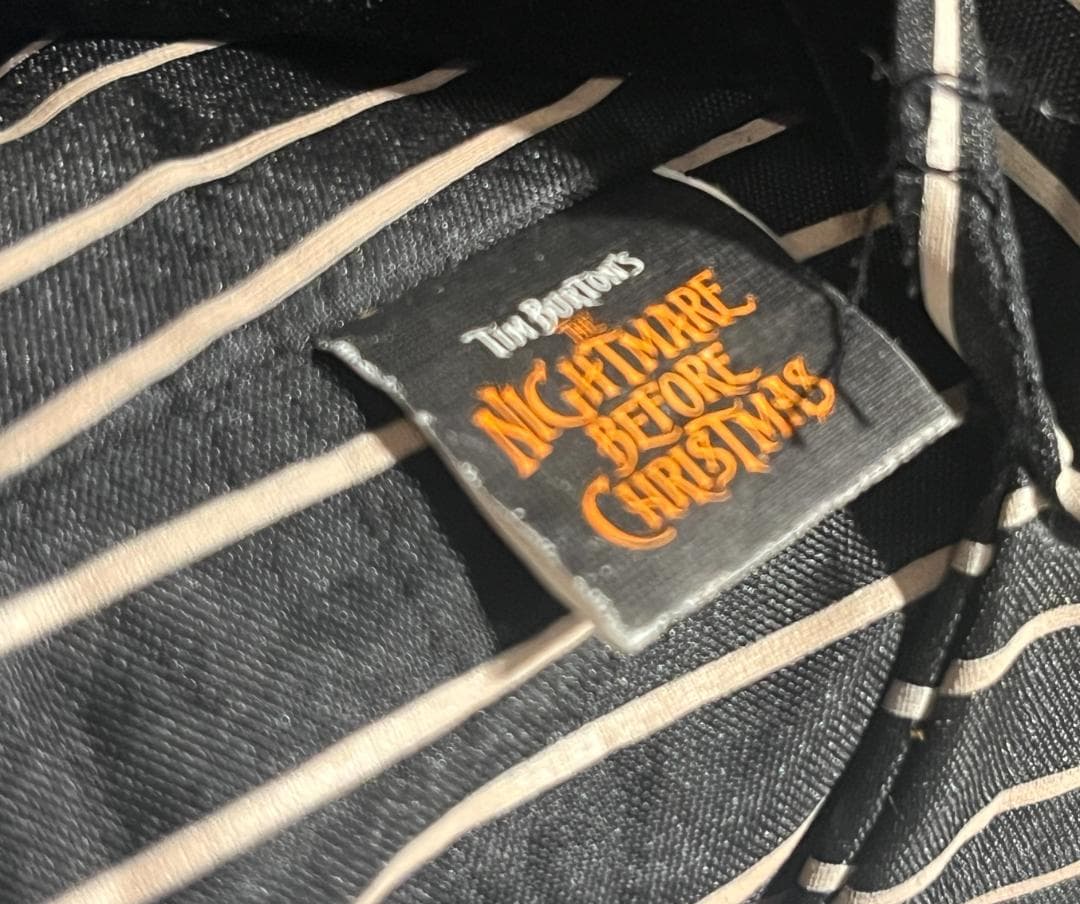 TIM BURTON'S
THE
NIGHTMARE
BEFORE
CHRISTMAS